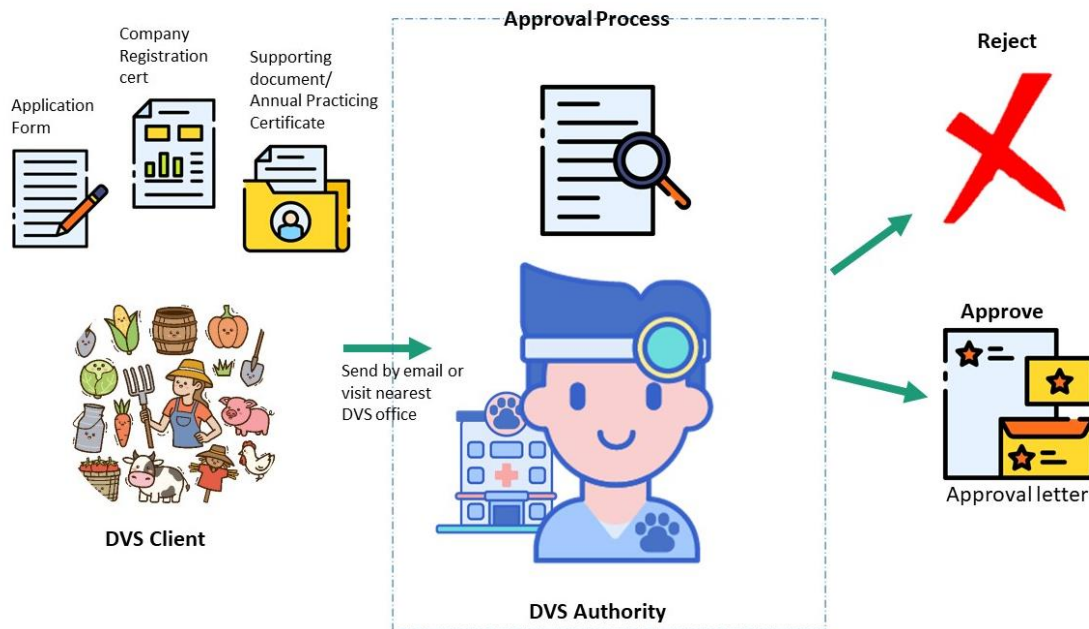 Application
Form
Company
Registration
cert
Supporting
document/
Annual Practicing
Certificate
DVS Client
Send by email or
visit nearest
DVS office
Approval Process
DVS Authority
Reject
Approve
Approval letter